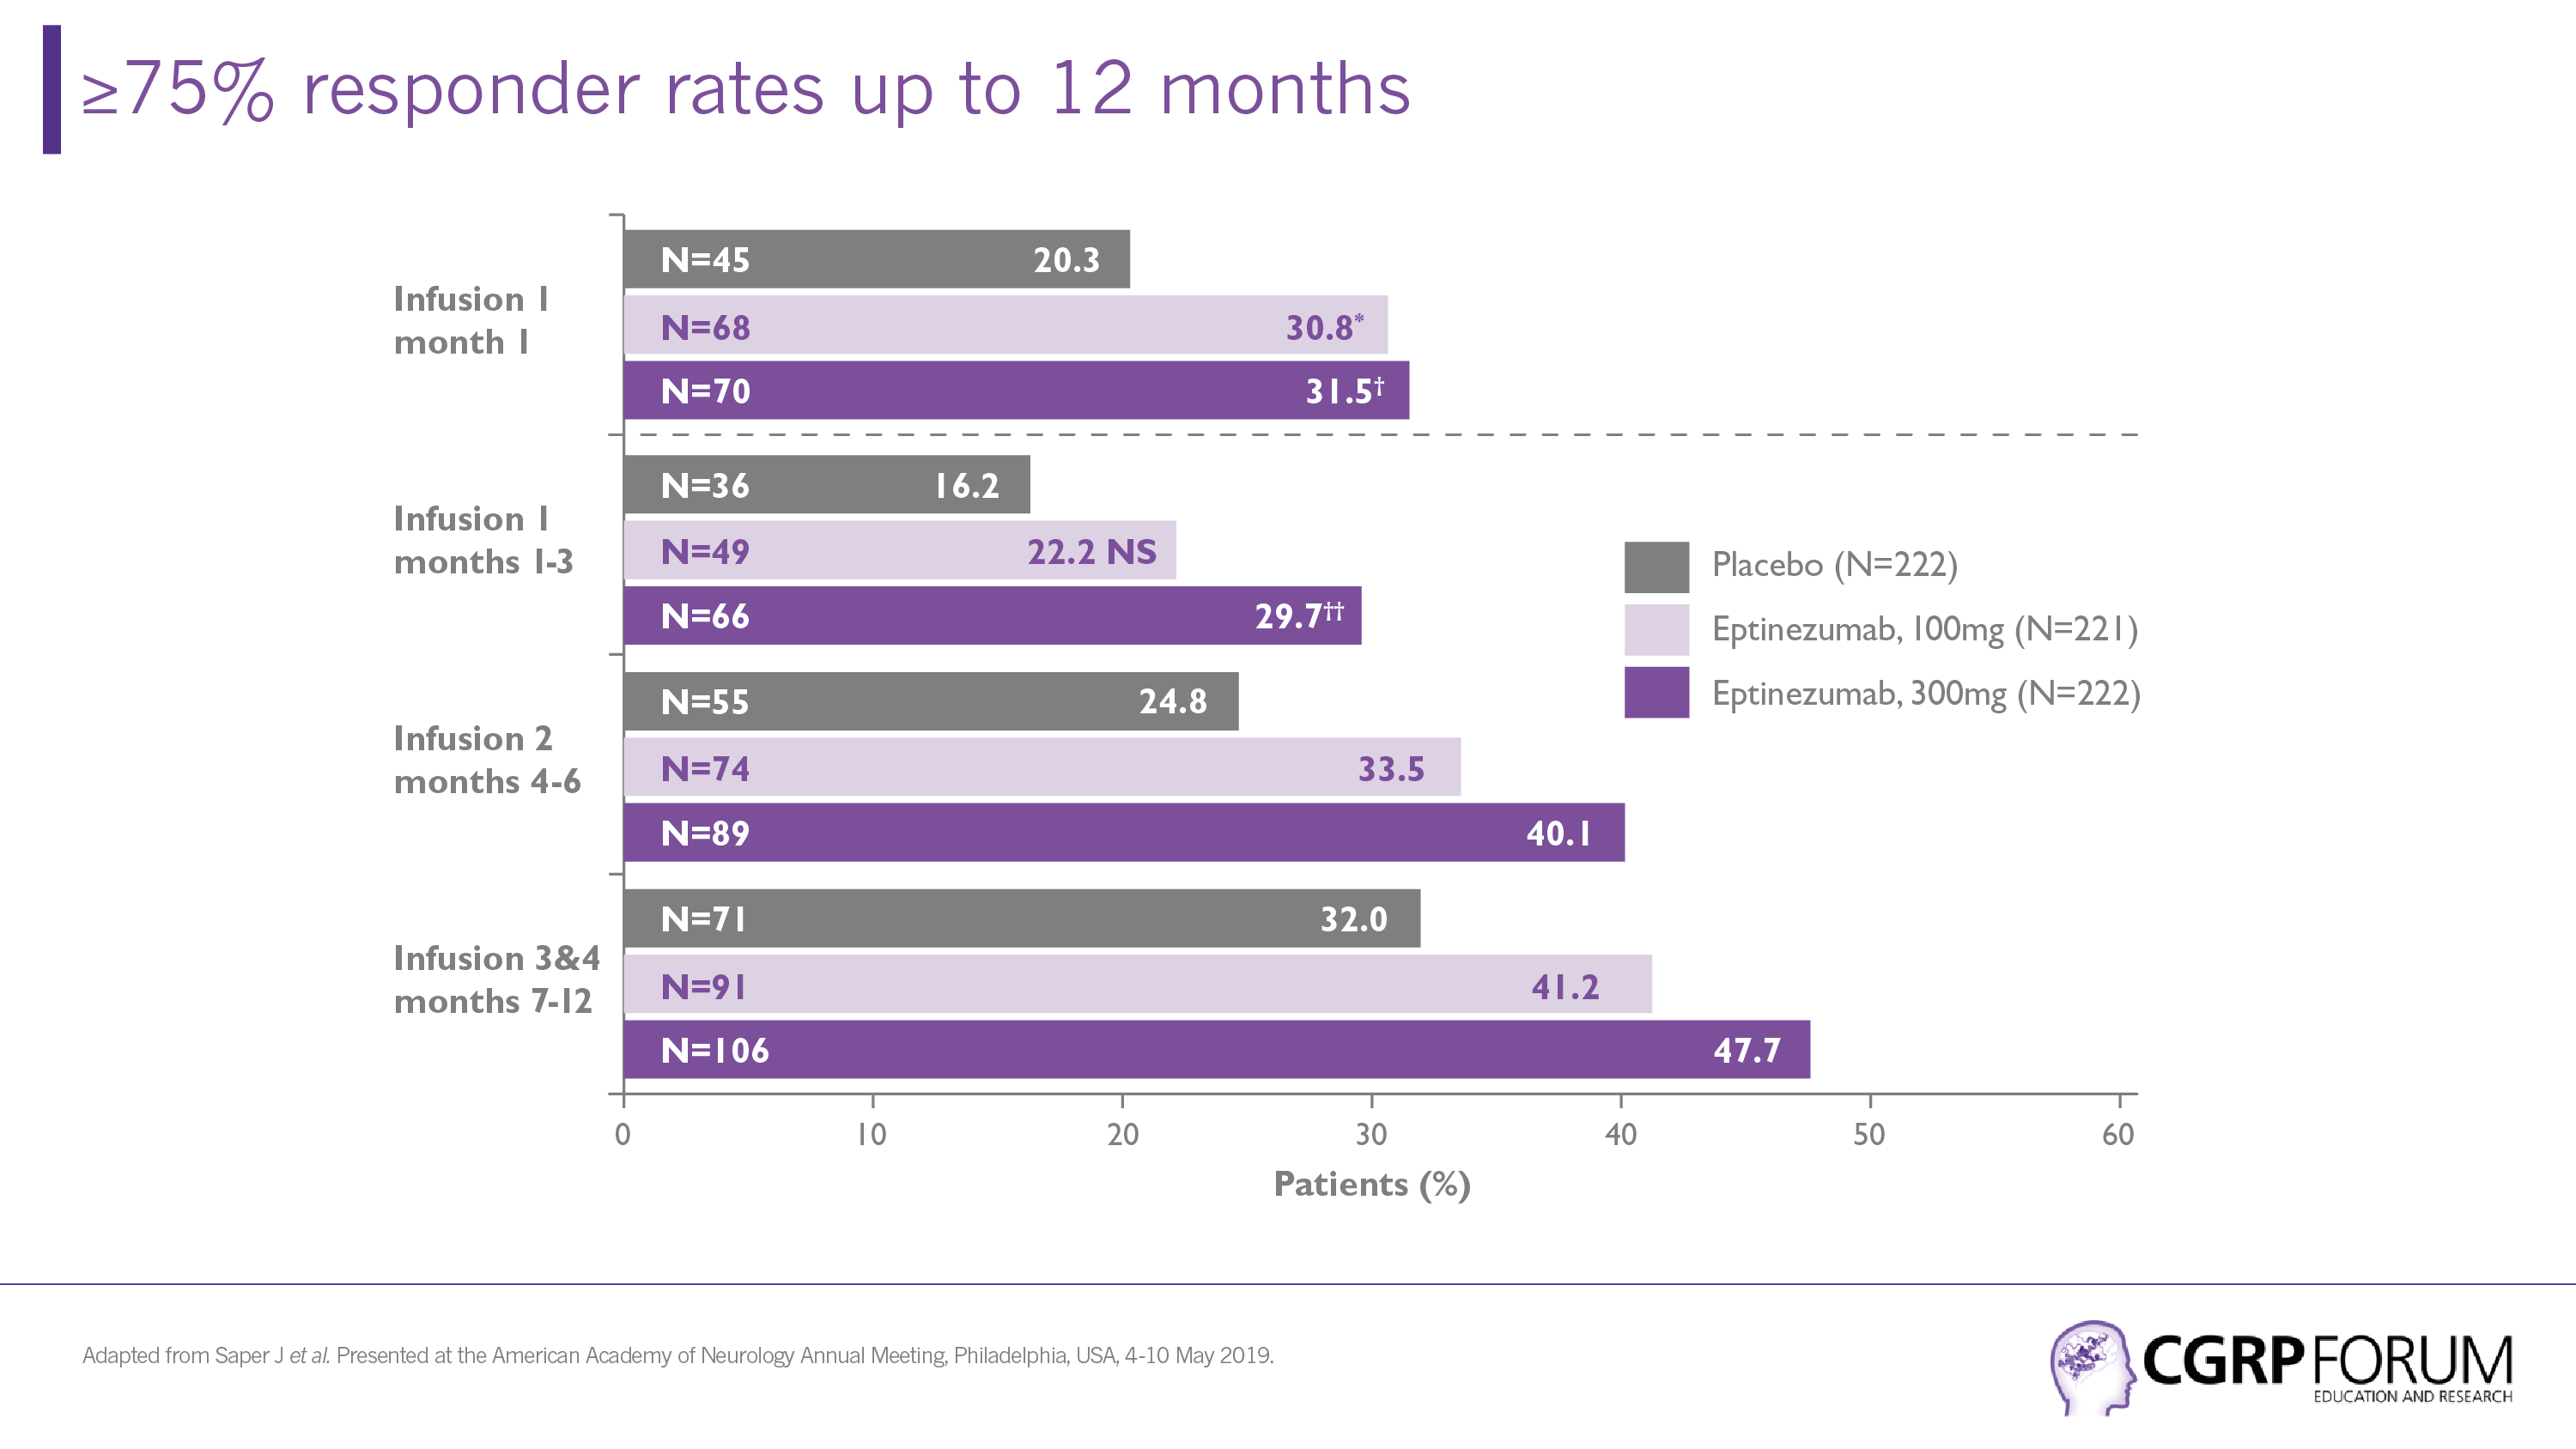 ≥75% responder rates up to 12 months
Infusion 1
month 1
N=45 20.3
N=68 30.8*
N=70 31.5†
Infusion 1
months 1-3
N=36 16.2
N=49 22.2 NS
N=66 29.7††
Infusion 2
months 4-6
N=55 24.8
N=74 33.5
N=89 40.1
Infusion 3&4
months 7-12
N=71 32.0
N=91 41.2
N=106 47.7
Placebo (N=222)
Eptinezumab, 100mg (N=221)
Eptinezumab, 300mg (N=222)
0 10 20 30 40 50 60
Patients (%)
Adapted from Saper J et al. Presented at the American Academy of Neurology Annual Meeting, Philadelphia, USA, 4-10 May 2019.
CGRP FORUM
EDUCATION AND RESEARCH